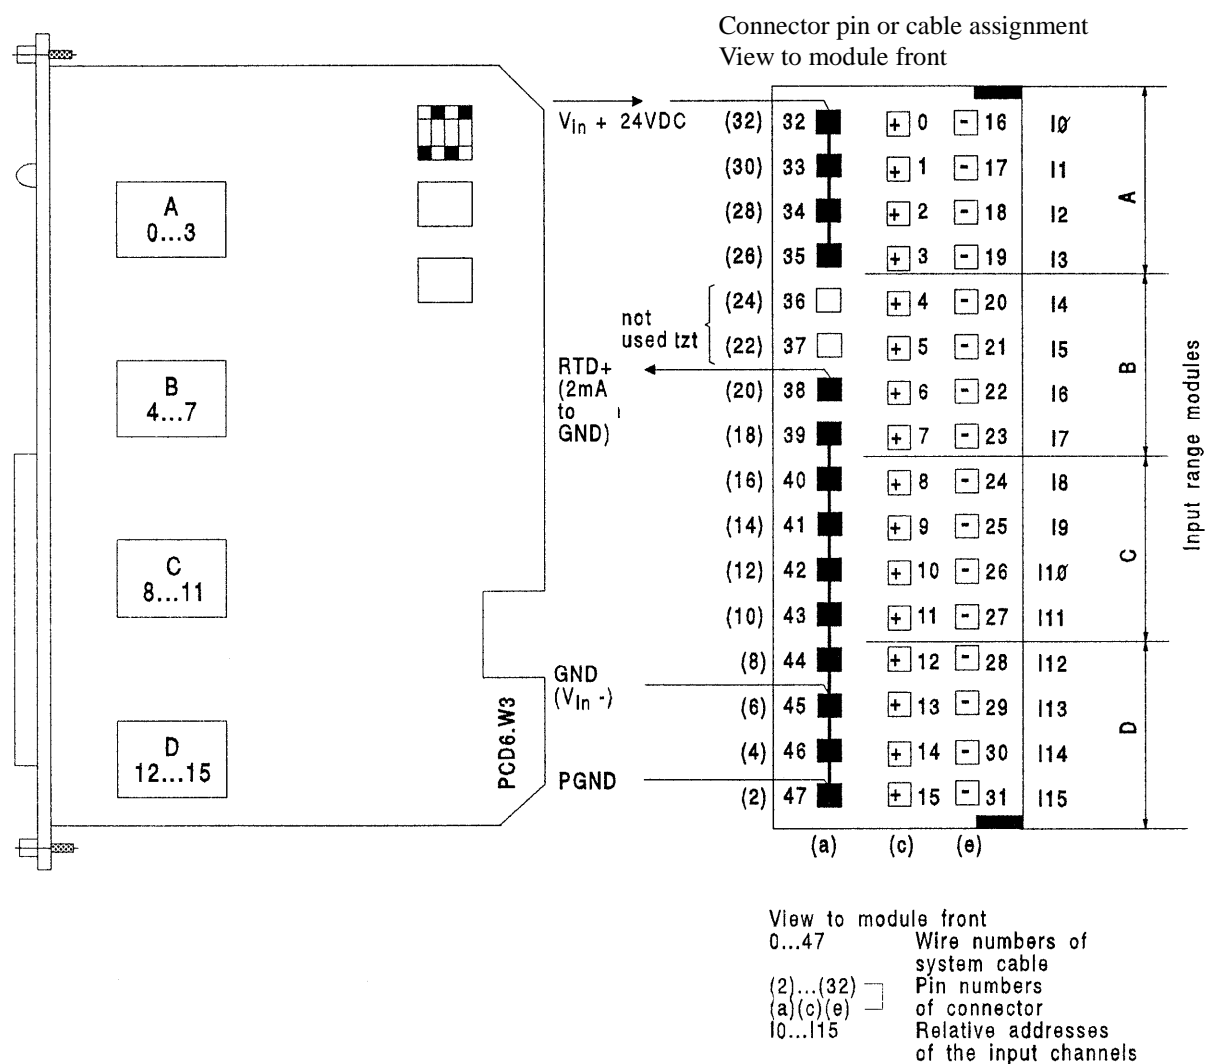 Connector pin or cable assignment
View to module front
Vin + 24VDC
(32) 32 + 0 - 16 I0
(30) 33 + 1 - 17 I1
(28) 34 + 2 - 18 I2
(26) 35 + 3 - 19 I3
A
(24) 36 + 4 - 20 I4
(22) 37 + 5 - 21 I5
not
used tzt
(20) 38 + 6 - 22 I6
(18) 39 + 7 - 23 I7
B
RTD+
(2mA
to
GND)
(16) 40 + 8 - 24 I8
(14) 41 + 9 - 25 I9
(12) 42 + 10 - 26 I10
(10) 43 + 11 - 27 I11
C
(8) 44 + 12 - 28 I12
(6) 45 + 13 - 29 I13
(4) 46 + 14 - 30 I14
(2) 47 + 15 - 31 I15
D
GND
(VIn -)
PGND
(a) (c) (e)
Input range modules
A
0...3
B
4...7
C
8...11
D
12...15
PCD6.W3
View to module front
0...47 Wire numbers of
system cable
(2)...(32) Pin numbers
(a)(c)(e) of connector
I0...I15 Relative addresses
of the input channels